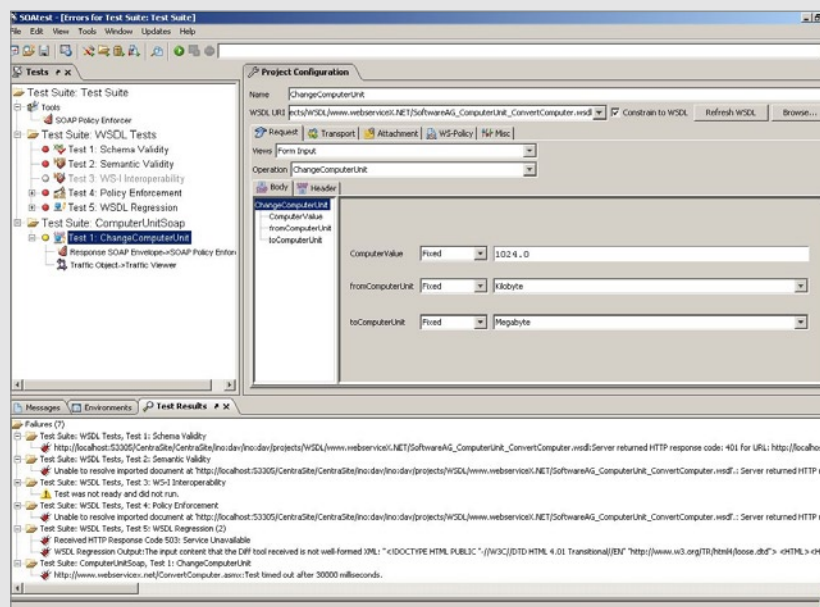 SOAtest - [Errors for Test Suite: Test Suite]
File Edit View Tools Window Updates Help
Tests
Test Suite: Test Suite
Tools
SOAP Policy Enforcer
Test Suite: WSDL Tests
Test 1: Schema Validity
Test 2: Semantic Validity
Test 3: WS-I Interoperability
Test 4: Policy Enforcement
Test 5: WSDL Regression
Test Suite: ComputerUnitSoap
Test 1: ChangeComputerUnit
Response SOAP Envelope->SOAP Policy Enfor
Traffic Object->Traffic Viewer
Project Configuration
Name ChangeComputerUnit
WSDL URI ects/WSDL/www.webserviceX.NET/SoftwareAG_ComputerUnit_ConvertComputer.wsdl Constrain to WSDL Refresh WSDL Browse...
Request Transport Attachment WS-Policy Misc
Views Form Input
Operation ChangeComputerUnit
Body Header
ChangeComputerUnit
ComputerValue
fromComputerUnit
toComputerUnit
ComputerValue Fixed 1024.0
fromComputerUnit Fixed Kilobyte
toComputerUnit Fixed Megabyte
Messages Environments Test Results
Failures (7)
Test Suite: WSDL Tests, Test 1: Schema Validity
http://localhost:53305/CentraSite/CentraSite/ino:dav/ino:dav/projects/WSDL/www.webserviceX.NET/SoftwareAG_ComputerUnit_ConvertComputer.wsdl:Server returned HTTP response code: 401 for URL: http://localhos
Test Suite: WSDL Tests, Test 2: Semantic Validity
Unable to resolve imported document at 'http://localhost:53305/CentraSite/CentraSite/ino:dav/ino:dav/projects/WSDL/www.webserviceX.NET/SoftwareAG_ComputerUnit_ConvertComputer.wsdl'.: Server returned HTTP r
Test Suite: WSDL Tests, Test 3: WS-I Interoperability
Test was not ready and did not run.
Test Suite: WSDL Tests, Test 4: Policy Enforcement
Unable to resolve imported document at 'http://localhost:53305/CentraSite/CentraSite/ino:dav/ino:dav/projects/WSDL/www.webserviceX.NET/SoftwareAG_ComputerUnit_ConvertComputer.wsdl'.: Server returned HTTP r
Test Suite: WSDL Tests, Test 5: WSDL Regression (2)
Received HTTP Response Code 503: Service Unavailable
WSDL Regression Output:The input content that the Diff tool received is not well-formed XML: "<!DOCTYPE HTML PUBLIC "-//W3C//DTD HTML 4.01 Transitional//EN" "http://www.w3.org/TR/html4/loose.dtd"> <HTML> <H
Test Suite: ComputerUnitSoap, Test 1: ChangeComputerUnit
http://www.webservicex.net/ConvertComputer.asmx:Test timed out after 30000 milliseconds.